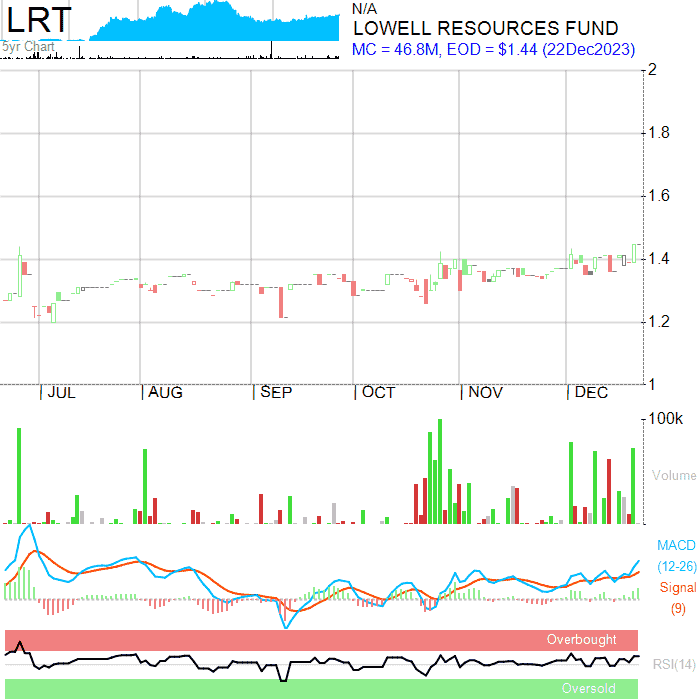 LRT
N/A
LOWELL RESOURCES FUND
5yr Chart
MC = 46.8M, EOD = $1.44 (22Dec2023)
2
1.8
1.6
1.4
1.2
1
JUL AUG SEP OCT NOV DEC
100k
Volume
MACD
(12-26)
Signal
(9)
Overbought
RSI(14)
Oversold